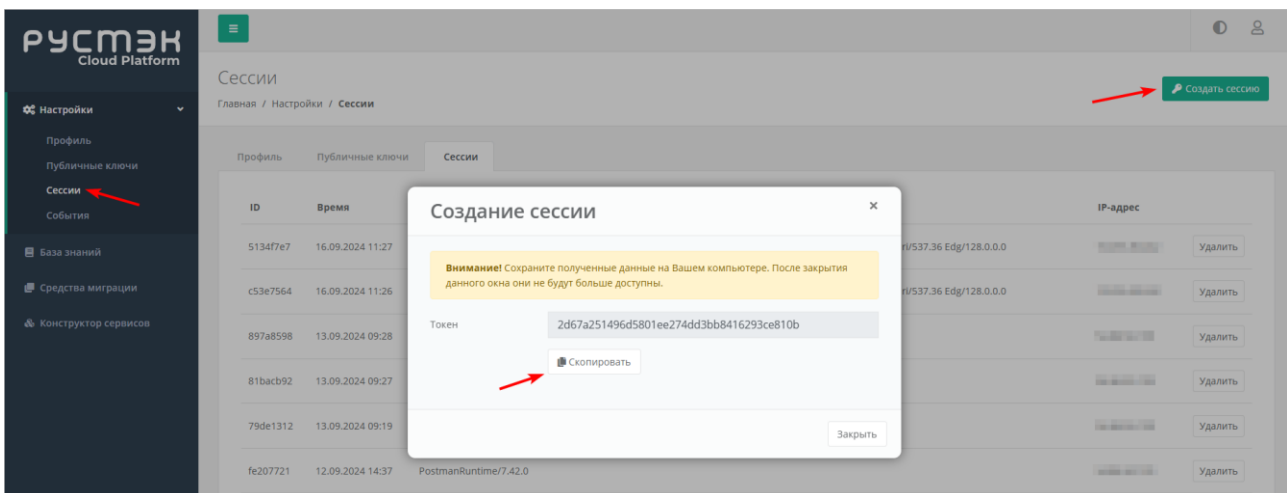 РУСТЭК
Cloud Platform
Настройки
Профиль
Публичные ключи
Сессии
События
База знаний
Средства миграции
Конструктор сервисов
Сессии
Главная / Настройки / Сессии
Создать сессию
Профиль Публичные ключи Сессии
ID Время IP-адрес
5134f7e7 16.09.2024 11:27 ri/537.36 Edg/128.0.0.0 Удалить
c53e7564 16.09.2024 11:26 ri/537.36 Edg/128.0.0.0 Удалить
897a8598 13.09.2024 09:28 Удалить
81bacb92 13.09.2024 09:27 Удалить
79de1312 13.09.2024 09:19 Удалить
fe207721 12.09.2024 14:37 PostmanRuntime/7.42.0 Удалить
Создание сессии ×
Внимание! Сохраните полученные данные на Вашем компьютере. После закрытия
данного окна они не будут больше доступны.
Токен 2d67a251496d5801ee274dd3bb8416293ce810b
Скопировать
Закрыть